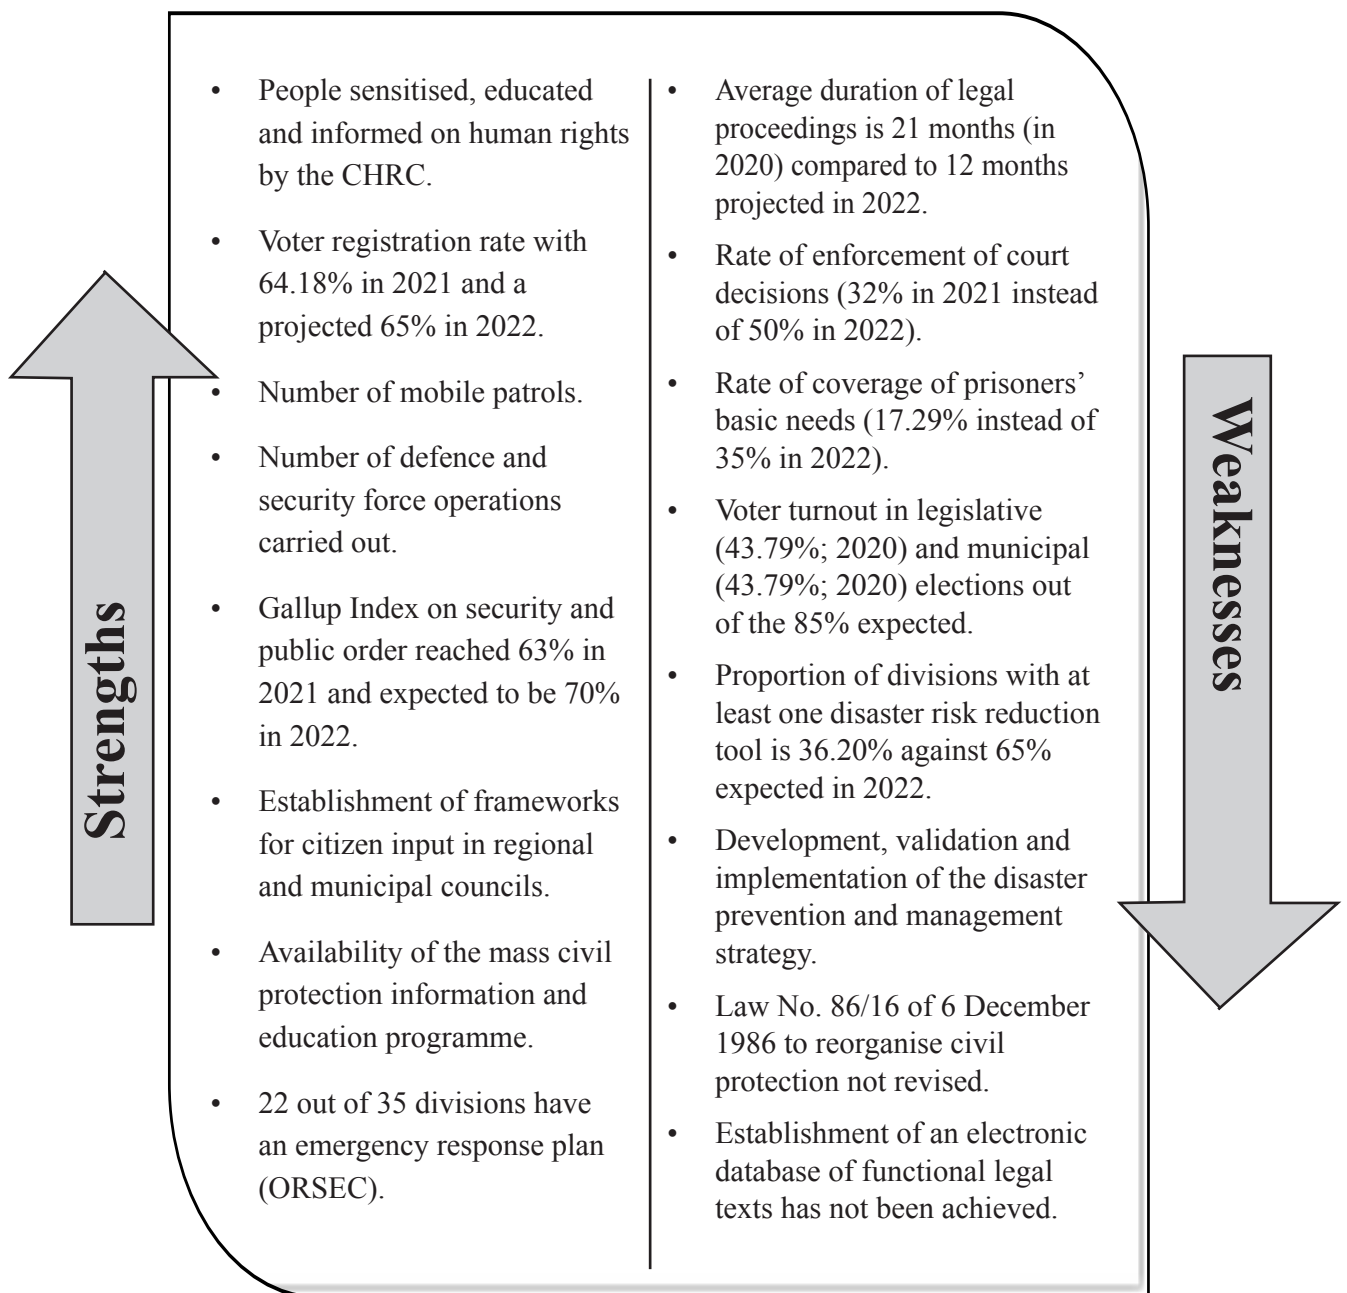 Strengths
• People sensitised, educated
and informed on human rights
by the CHRC.
• Voter registration rate with
64.18% in 2021 and a
projected 65% in 2022.
• Number of mobile patrols.
• Number of defence and
security force operations
carried out.
• Gallup Index on security and
public order reached 63% in
2021 and expected to be 70%
in 2022.
• Establishment of frameworks
for citizen input in regional
and municipal councils.
• Availability of the mass civil
protection information and
education programme.
• 22 out of 35 divisions have
an emergency response plan
(ORSEC).
• Average duration of legal
proceedings is 21 months (in
2020) compared to 12 months
projected in 2022.
• Rate of enforcement of court
decisions (32% in 2021 instead
of 50% in 2022).
• Rate of coverage of prisoners’
basic needs (17.29% instead of
35% in 2022).
• Voter turnout in legislative
(43.79%; 2020) and municipal
(43.79%; 2020) elections out
of the 85% expected.
• Proportion of divisions with at
least one disaster risk reduction
tool is 36.20% against 65%
expected in 2022.
• Development, validation and
implementation of the disaster
prevention and management
strategy.
• Law No. 86/16 of 6 December
1986 to reorganise civil
protection not revised.
• Establishment of an electronic
database of functional legal
texts has not been achieved.
Weaknesses